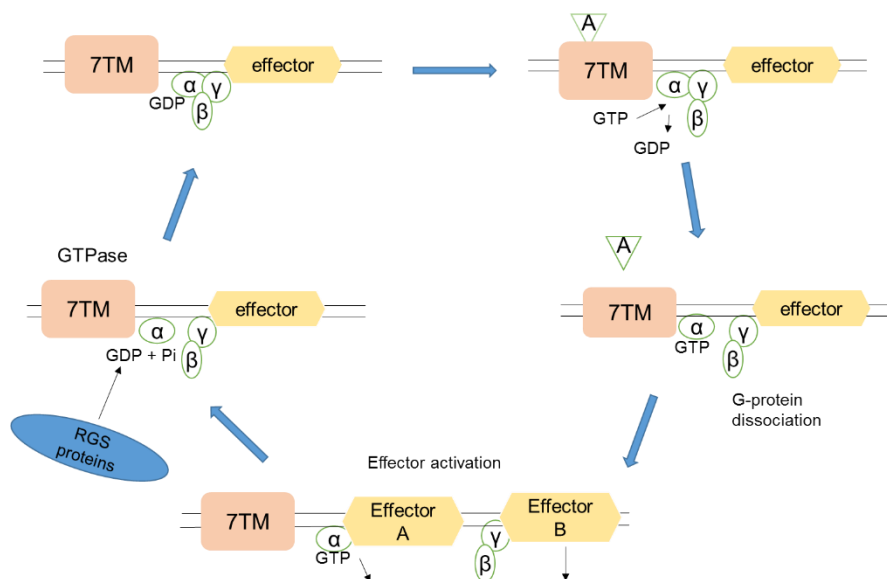 7TM
GDP
α
γ
β
effector
A
7TM
α
γ
β
effector
GTP
GDP
A
7TM
α
GTP
γ
β
effector
G-protein
dissociation
Effector activation
7TM
α
GTP
Effector
A
γ
β
Effector
B
GTPase
7TM
α
GDP + Pi
γ
β
effector
RGS
proteins